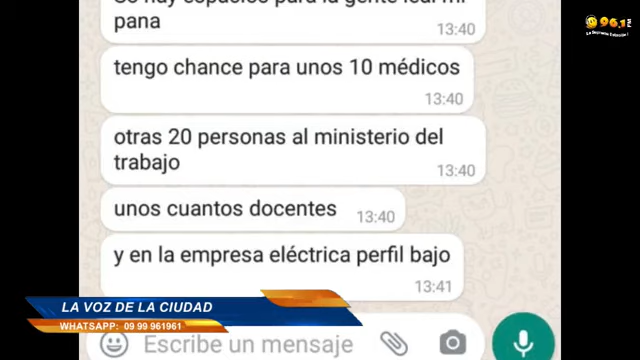 pana
13:40
tengo chance para unos 10 médicos
13:40
otras 20 personas al ministerio del
trabajo
13:40
unos cuantos docentes
13:40
y en la empresa eléctrica perfil bajo
13:41
Escribe un mensaje
LA VOZ DE LA CIUDAD
WHATSAPP: 09 99 961961
96.1